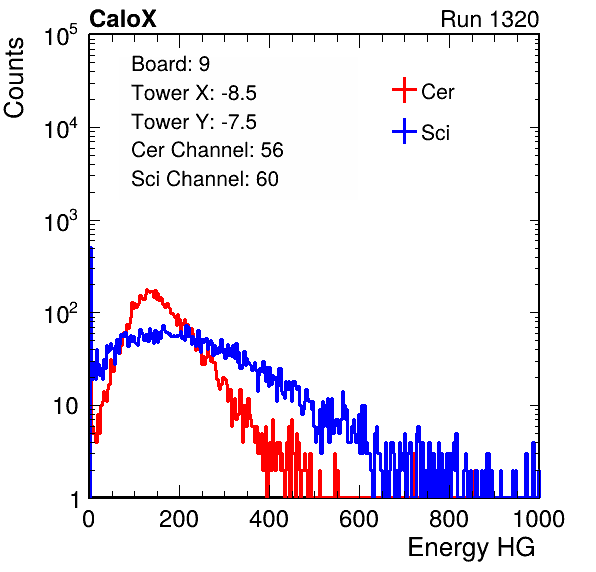 CaloX Run 1320
Counts
10^5
10^4
10^3
10^2
10
1
Board: 9
Tower X: -8.5
Tower Y: -7.5
Cer Channel: 56
Sci Channel: 60
Cer
Sci
0 200 400 600 800 1000
Energy HG